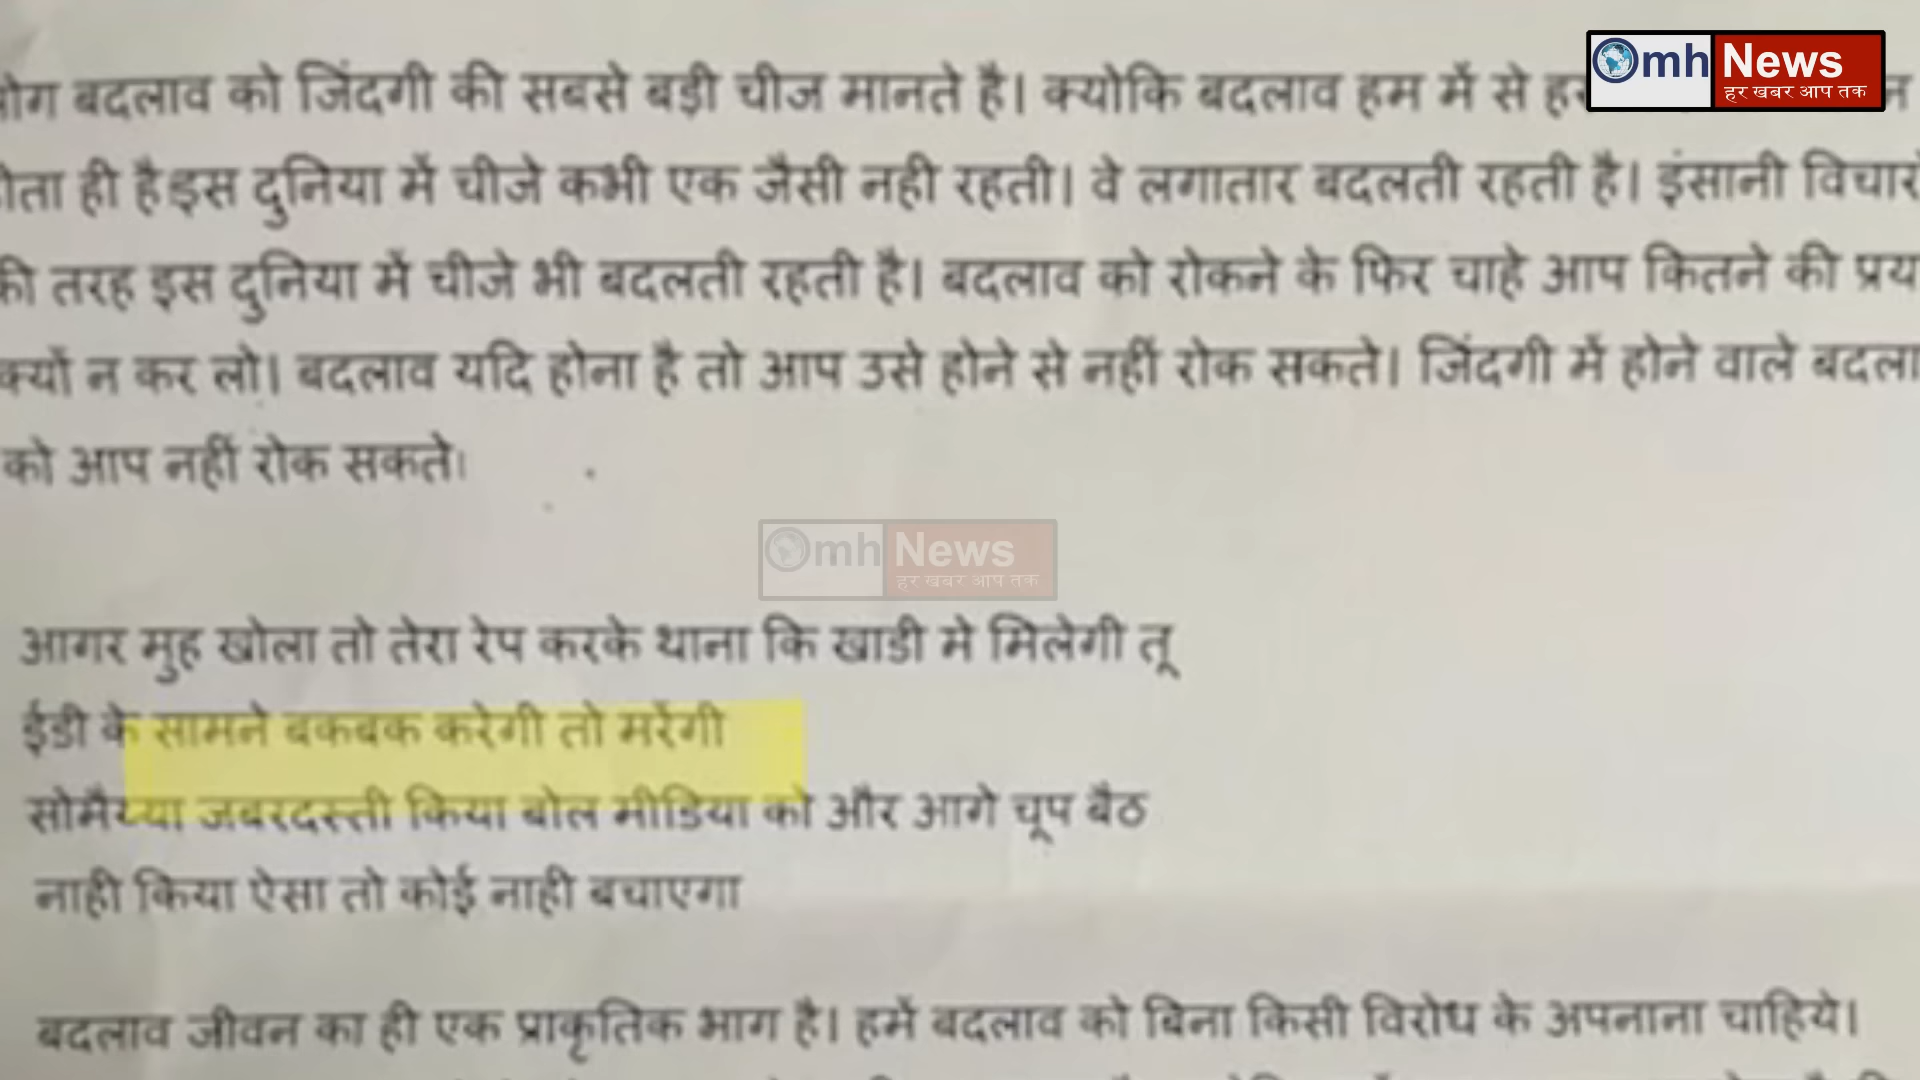 Omh News
हर खबर आप तक
बदलाव को जिंदगी की सबसे बड़ी चीज मानते है। क्योकि बदलाव हम में से
ही है।इस दुनिया में चीजे कभी एक जैसी नही रहती। वे लगातार बदलती रहती है। इंसानी
की तरह इस दुनिया में चीजे भी बदलती रहती है। बदलाव को रोकने के फिर चाहे आप कितने की
क्यों न कर लो। बदलाव यदि होना है तो आप उसे होने से नहीं रोक सकते। जिंदगी में होने वाले
को आप नहीं रोक सकते।
Omh News
हर खबर आप तक
आगर मुह खोला तो तेरा रेप करके थाना कि खाडी मे मिलेगी तू
ईडी के सामने बकबक करेगी तो मरेंगी
सोमैय्या जबरदस्ती किया बोल मीडिया को और आगे चूप बैठ
नाही किया ऐसा तो कोई नाही बचाएगा
बदलाव जीवन का ही एक प्राकृतिक भाग है। हमें बदलाव को बिना किसी विरोध के अपनाना चाहिये।